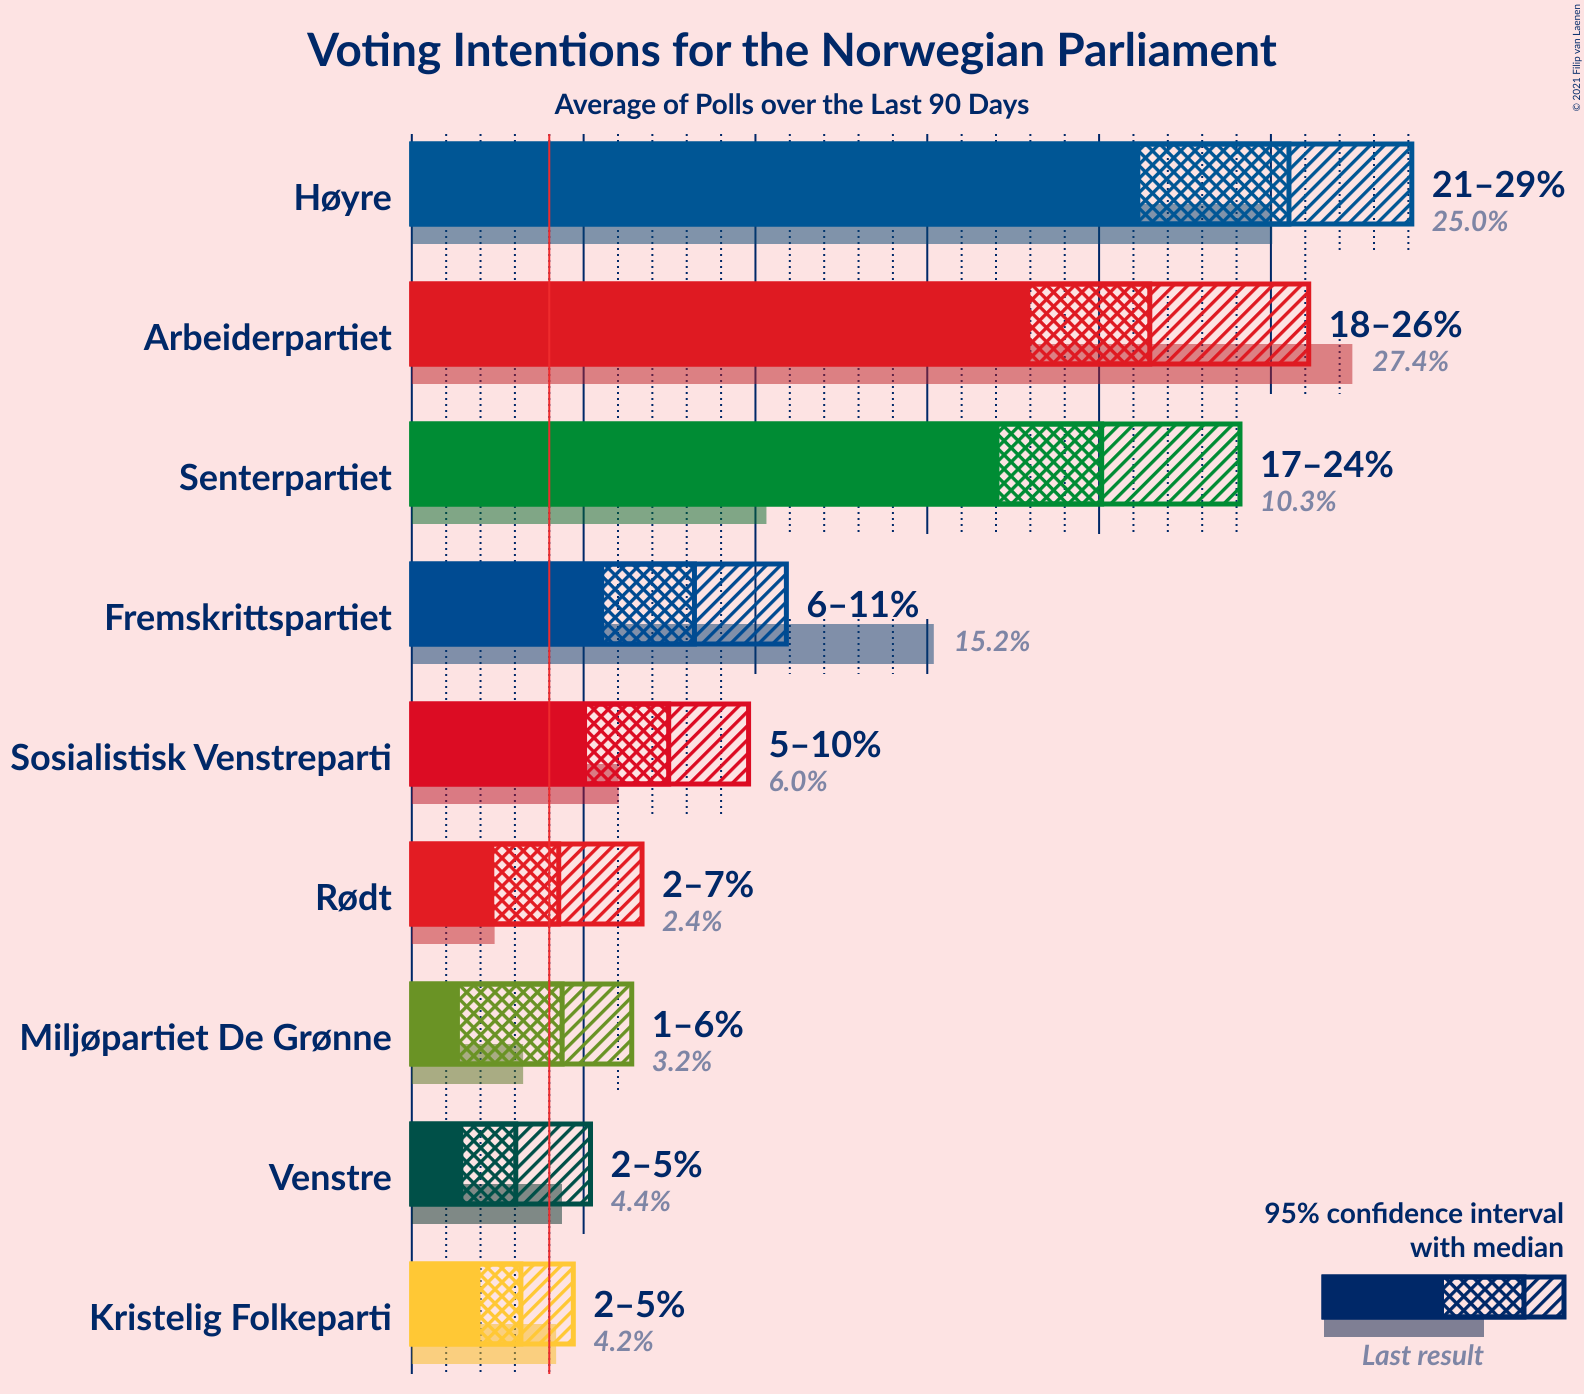 Voting Intentions for the Norwegian Parliament
Average of Polls over the Last 90 Days
© 2021 Filip van Laenen
Høyre
21–29%
25.0%
Arbeiderpartiet
18–26%
27.4%
Senterpartiet
17–24%
10.3%
Fremskrittspartiet
6–11%
15.2%
Sosialistisk Venstreparti
5–10%
6.0%
Rødt
2–7%
2.4%
Miljøpartiet De Grønne
1–6%
3.2%
Venstre
2–5%
4.4%
Kristelig Folkeparti
2–5%
4.2%
95% confidence interval
with median
Last result